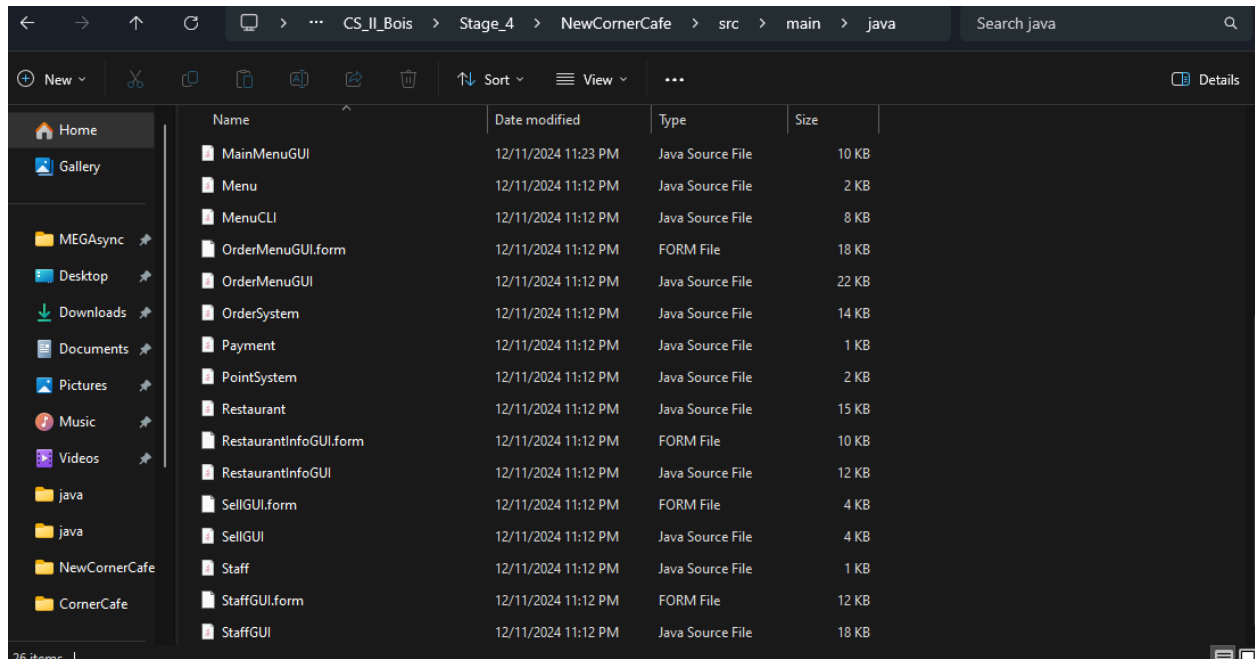 CS_II_Bois > Stage_4 > NewCornerCafe > src > main > java
Search java
New
Sort
View
Details
Home
Gallery
MEGAsync
Desktop
Downloads
Documents
Pictures
Music
Videos
java
java
NewCornerCafe
CornerCafe
Name Date modified Type Size
MainMenuGUI 12/11/2024 11:23 PM Java Source File 10 KB
Menu 12/11/2024 11:12 PM Java Source File 2 KB
MenuCLI 12/11/2024 11:12 PM Java Source File 8 KB
OrderMenuGUI.form 12/11/2024 11:12 PM FORM File 18 KB
OrderMenuGUI 12/11/2024 11:12 PM Java Source File 22 KB
OrderSystem 12/11/2024 11:12 PM Java Source File 14 KB
Payment 12/11/2024 11:12 PM Java Source File 1 KB
PointSystem 12/11/2024 11:12 PM Java Source File 2 KB
Restaurant 12/11/2024 11:12 PM Java Source File 15 KB
RestaurantInfoGUI.form 12/11/2024 11:12 PM FORM File 10 KB
RestaurantInfoGUI 12/11/2024 11:12 PM Java Source File 12 KB
SellGUI.form 12/11/2024 11:12 PM FORM File 4 KB
SellGUI 12/11/2024 11:12 PM Java Source File 4 KB
Staff 12/11/2024 11:12 PM Java Source File 1 KB
StaffGUI.form 12/11/2024 11:12 PM FORM File 12 KB
StaffGUI 12/11/2024 11:12 PM Java Source File 18 KB
26 items